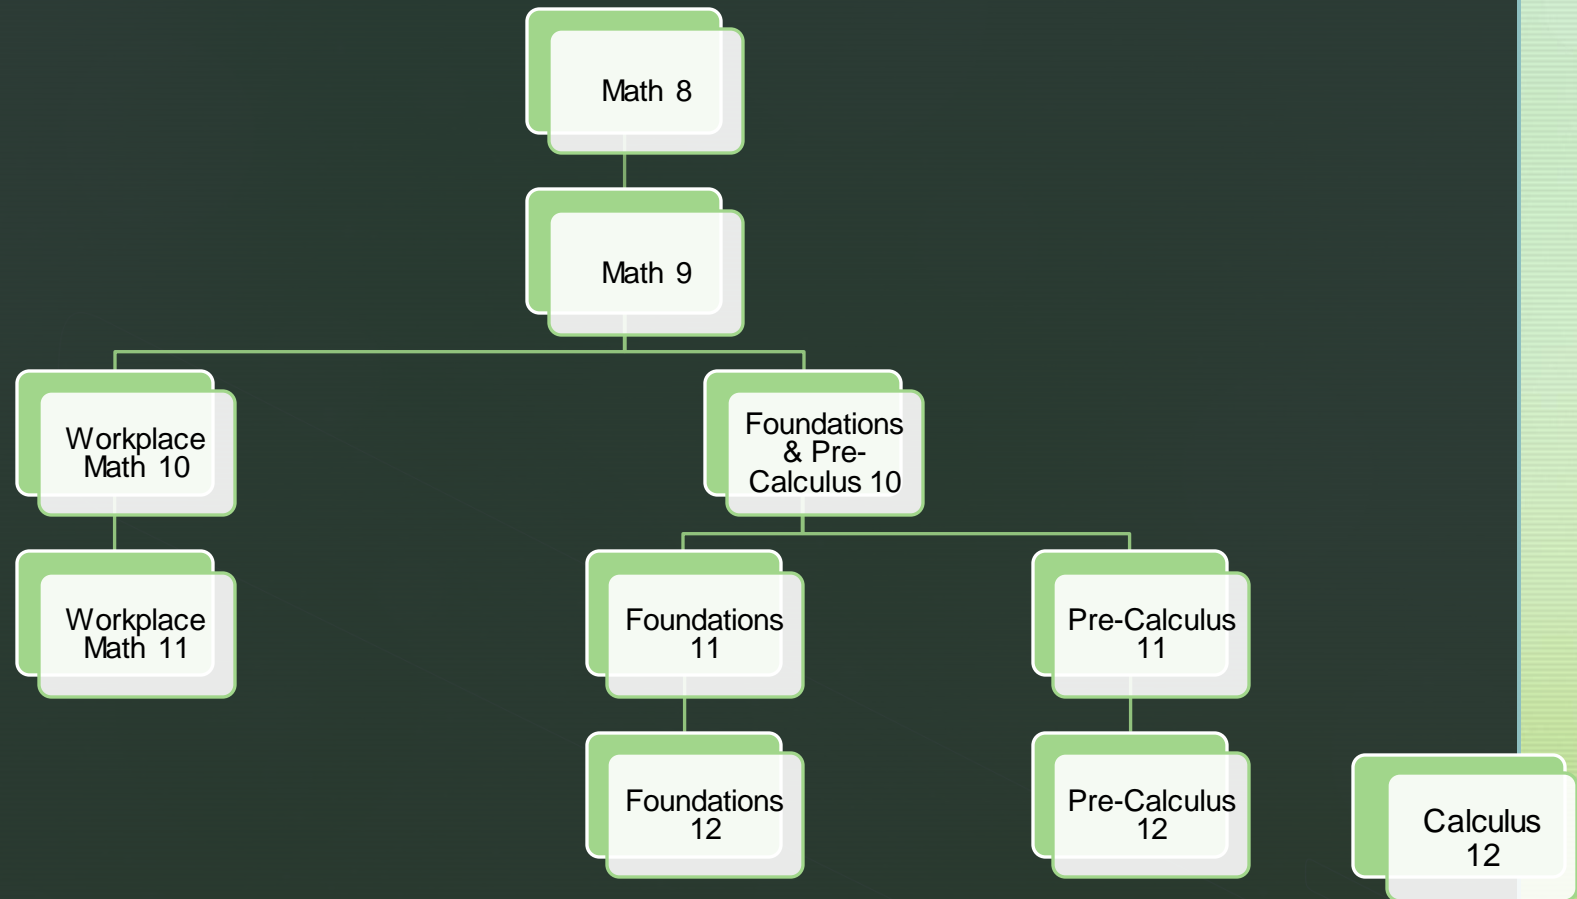 Math 8
Math 9
Workplace
Math 10
Foundations
& Pre-
Calculus 10
Workplace
Math 11
Foundations
11
Pre-Calculus
11
Foundations
12
Pre-Calculus
12
Calculus
12